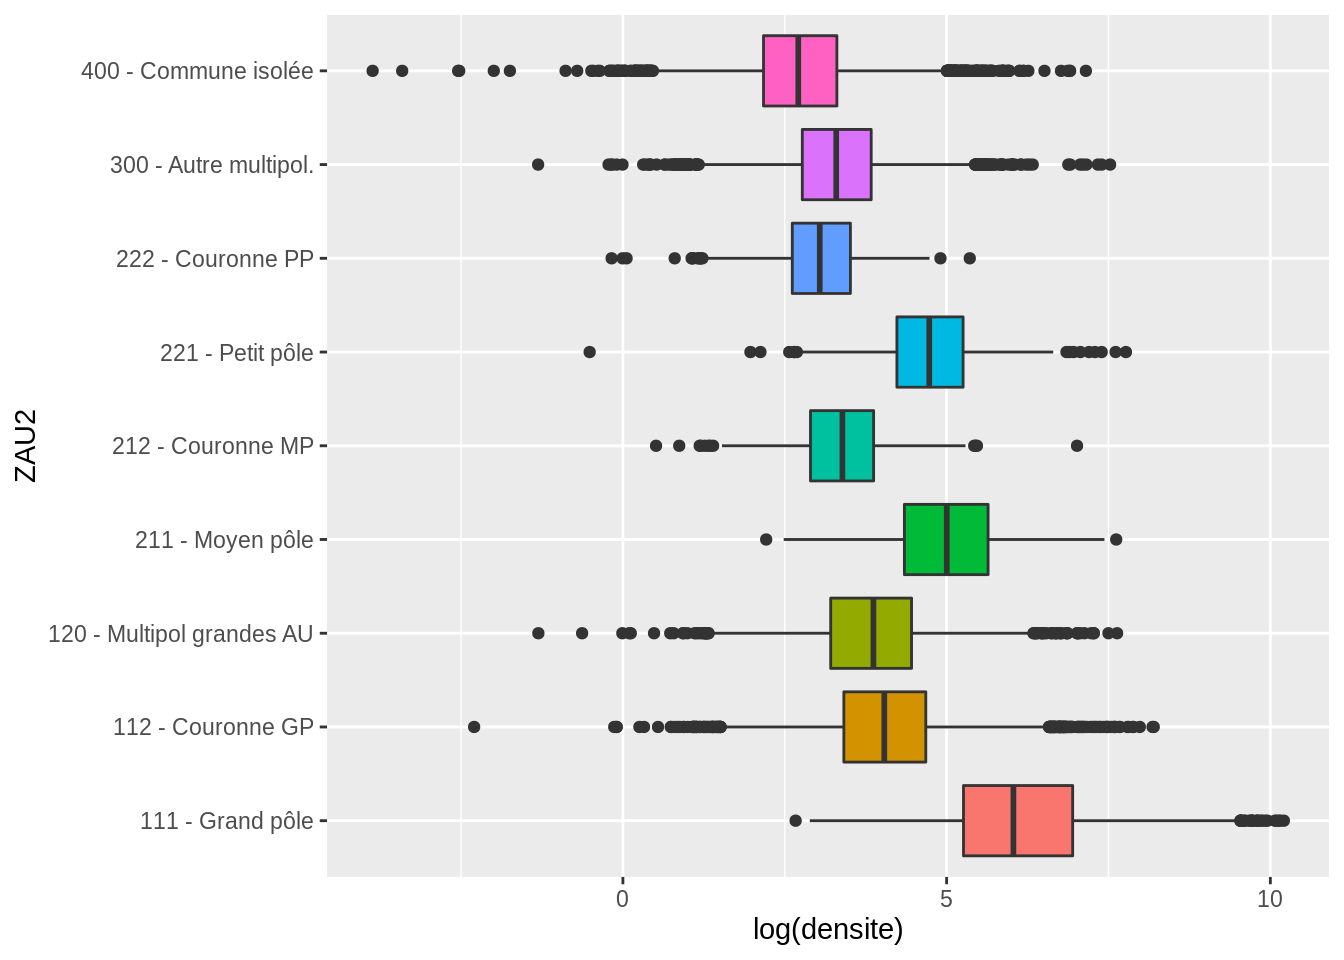 400 - Commune isolée
300 - Autre multipol.
222 - Couronne PP
221 - Petit pôle
212 - Couronne MP
211 - Moyen pôle
120 - Multipol grandes AU
112 - Couronne GP
111 - Grand pôle
ZAU2
0 5 10
log(densite)